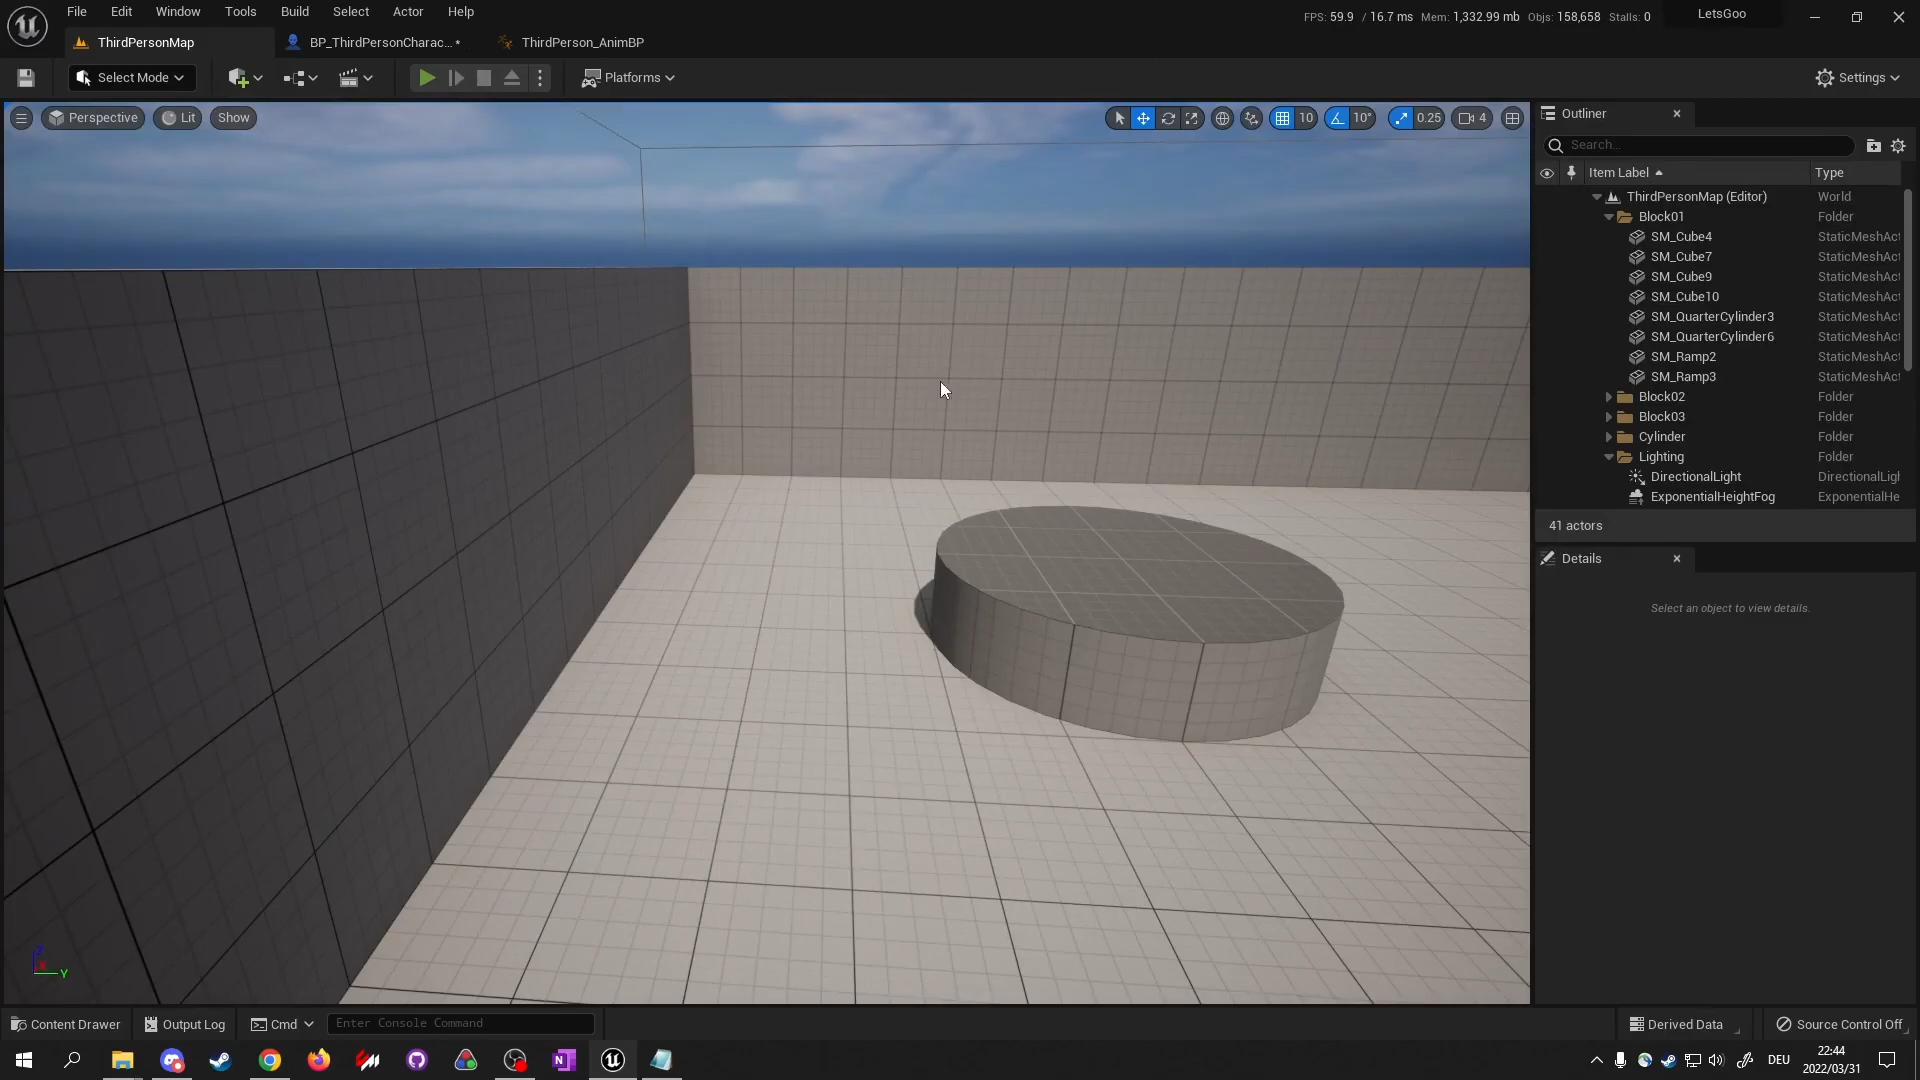 File Edit Window Tools Build Select Actor Help
FPS: 59.9 / 16.7 ms Mem: 1,332.99 mb Objs: 158,658 Stalls: 0
LetsGoo
ThirdPersonMap
BP_ThirdPersonCharac... *
ThirdPerson_AnimBP
Select Mode
Platforms
Settings
Perspective
Lit
Show
10
10°
0.25
4
Outliner
Search...
Item Label
Type
ThirdPersonMap (Editor) World
Block01 Folder
SM_Cube4 StaticMeshAct
SM_Cube7 StaticMeshAct
SM_Cube9 StaticMeshAct
SM_Cube10 StaticMeshAct
SM_QuarterCylinder3 StaticMeshAct
SM_QuarterCylinder6 StaticMeshAct
SM_Ramp2 StaticMeshAct
SM_Ramp3 StaticMeshAct
Block02 Folder
Block03 Folder
Cylinder Folder
Lighting Folder
DirectionalLight DirectionalLigh
ExponentialHeightFog ExponentialHe
41 actors
Details
Select an object to view details.
Z
X
Y
Content Drawer
Output Log
Cmd
Enter Console Command
Derived Data
Source Control Off
N
DEU
22:44
2022/03/31